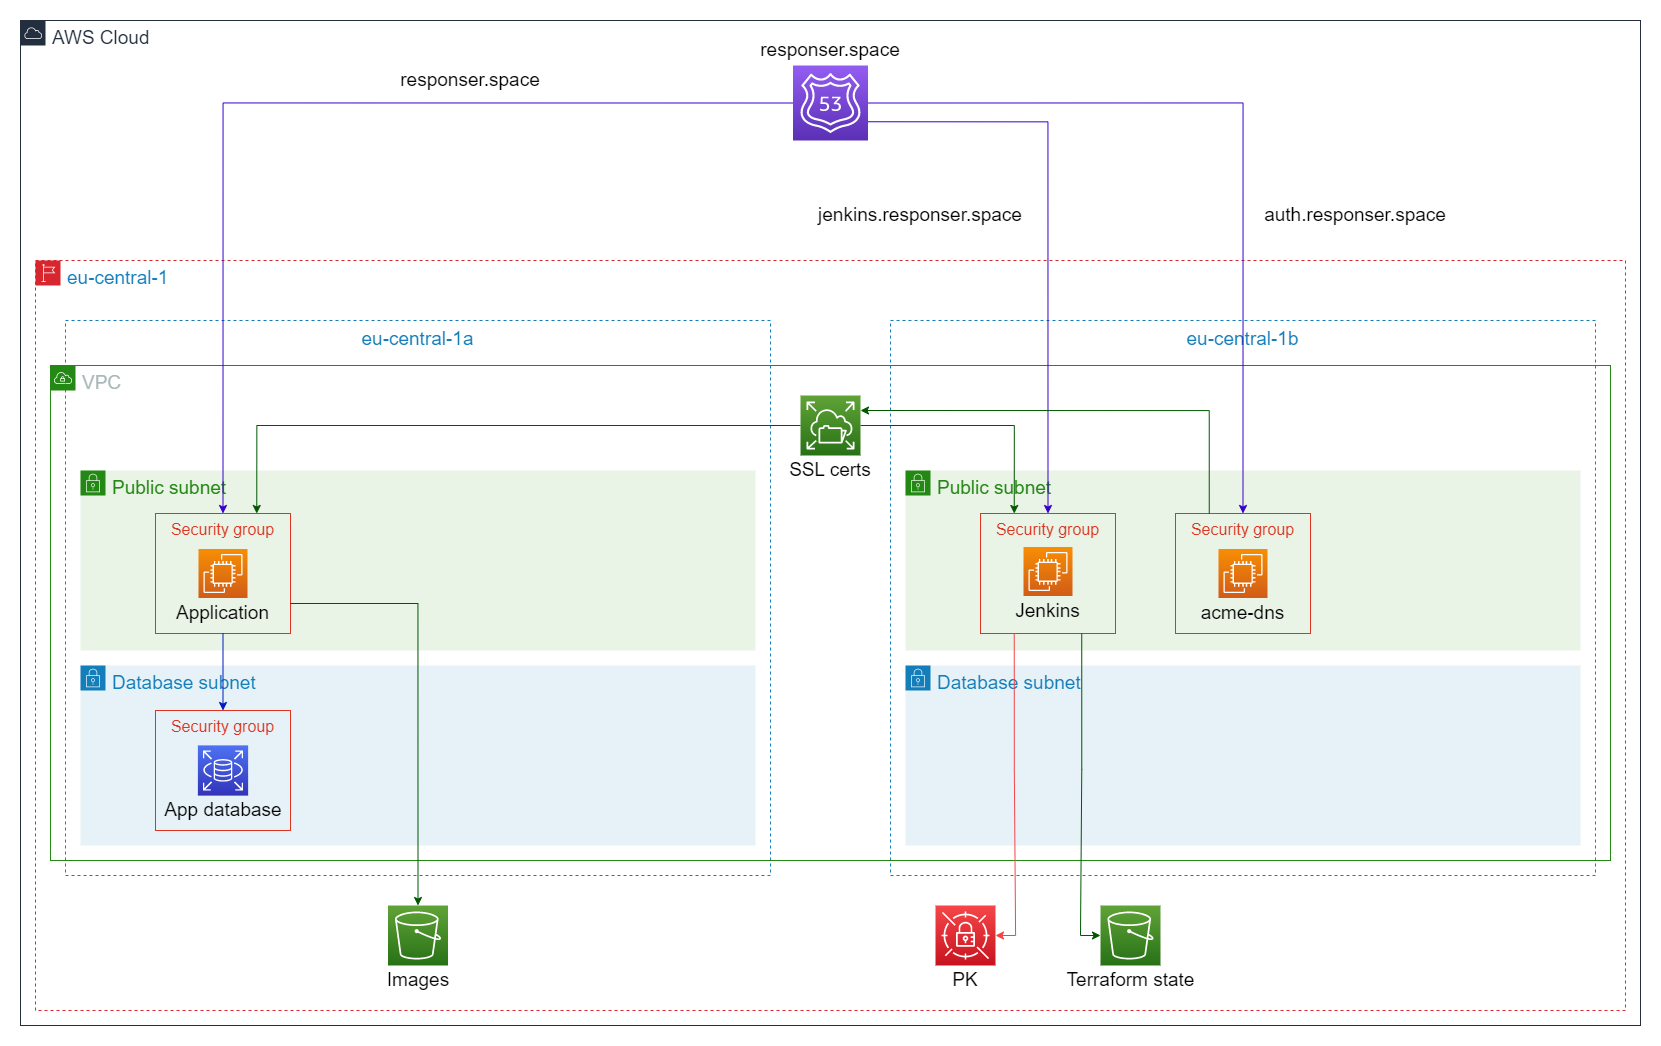 AWS Cloud
responser.space
responser.space
53
jenkins.responser.space
auth.responser.space
eu-central-1
eu-central-1a
eu-central-1b
VPC
SSL certs
Public subnet
Public subnet
Security group
Security group
Security group
Application
Jenkins
acme-dns
Database subnet
Database subnet
Security group
App database
Images
PK
Terraform state